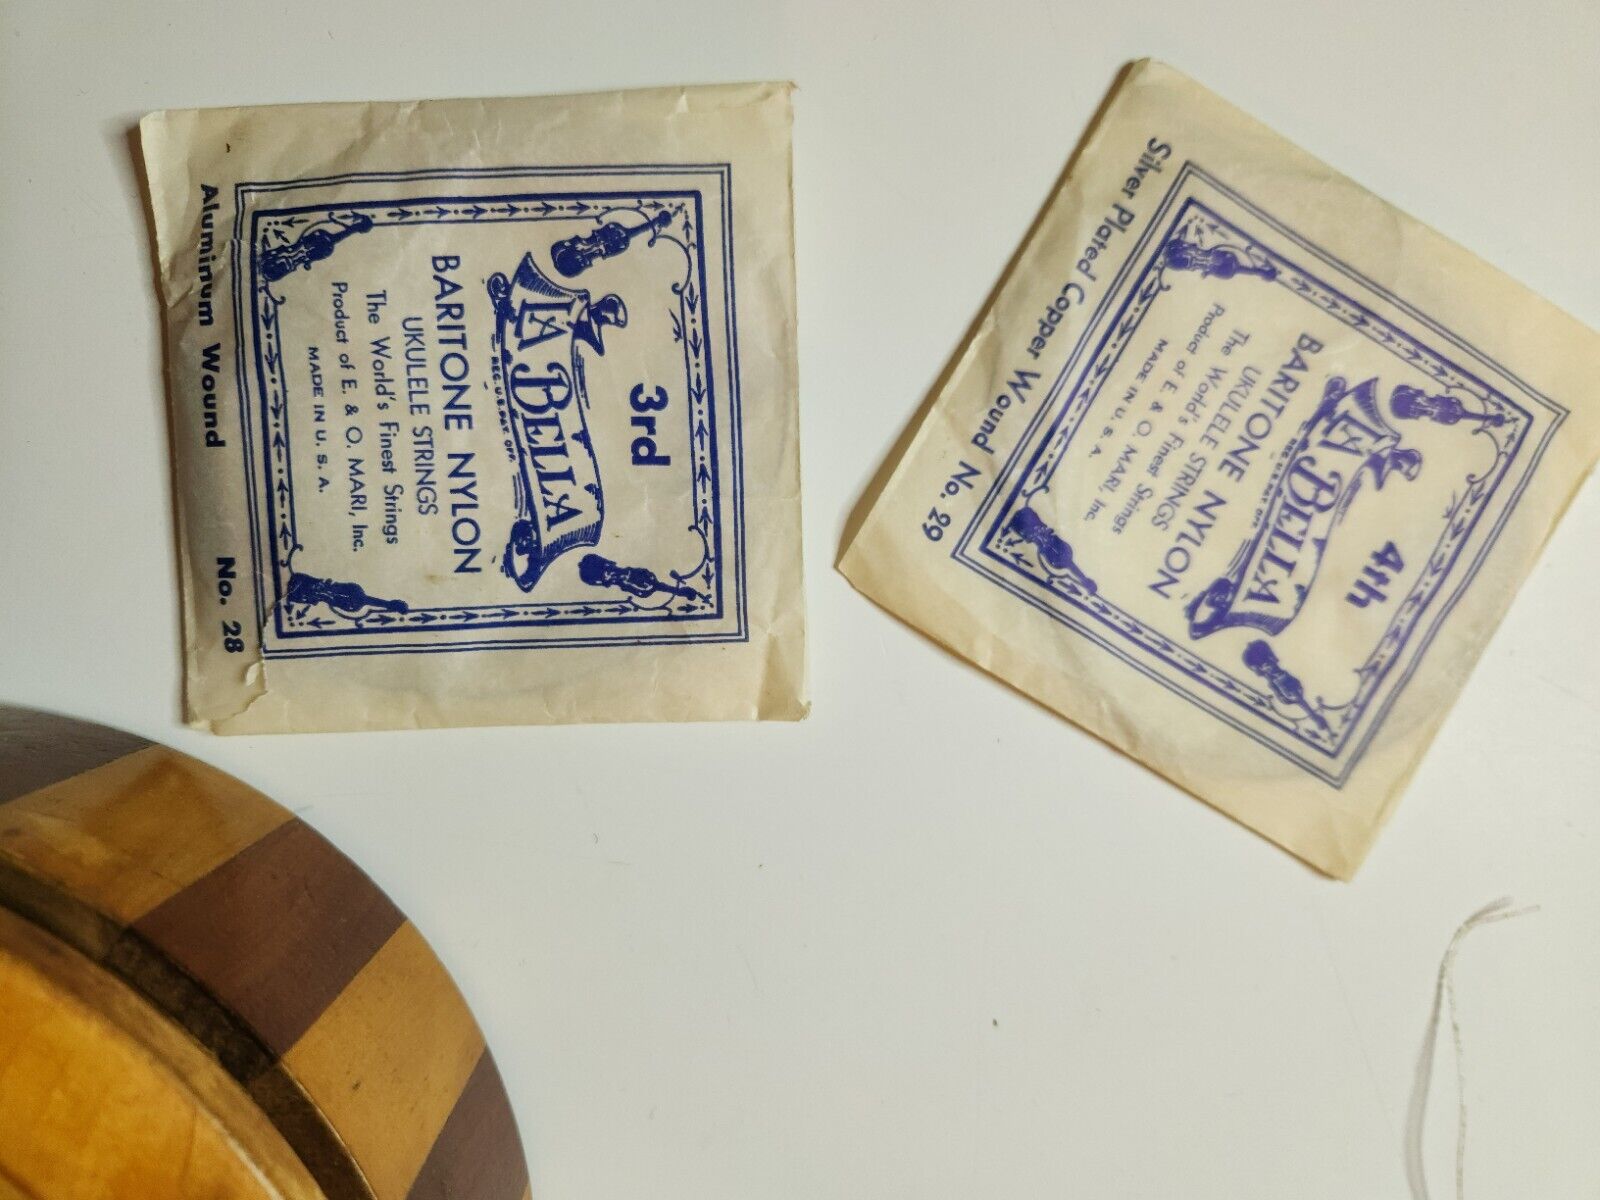 3rd
LA BELLA
REG. U.S. PAT. OFF.
BARITONE NYLON
UKULELE STRINGS
The World's Finest Strings
Product of E. & O. MARI, Inc.
MADE IN U. S. A.
Aluminum Wound No. 28
4th
LA BELLA
REG. U.S. PAT. OFF.
BARITONE NYLON
UKULELE STRINGS
The World's Finest Strings
Product of E. & O. MARI, Inc.
MADE IN U. S. A.
Silver Plated Copper Wound No. 29